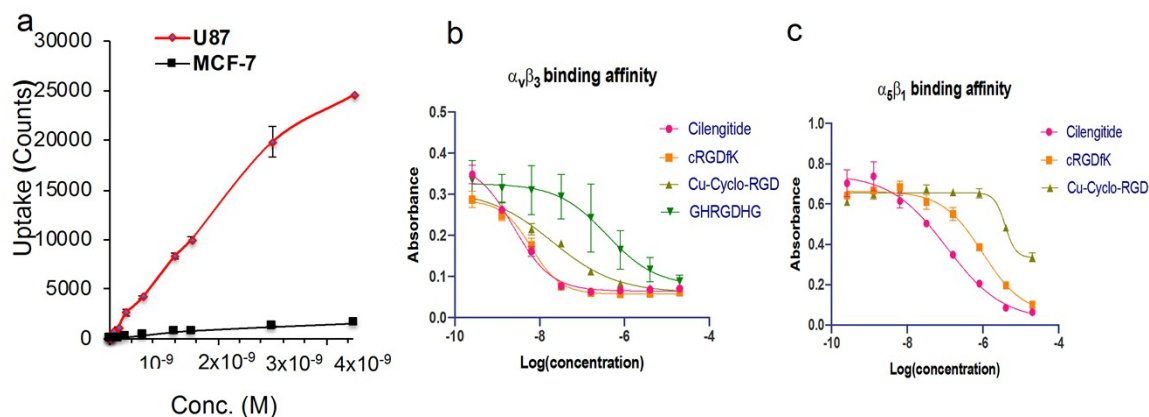 a
U87
MCF-7
30000
25000
20000
15000
10000
5000
0
10⁻⁹
2x10⁻⁹
3x10⁻⁹
4x10⁻⁹
Uptake (Counts)
Conc. (M)
b
αvβ3 binding affinity
0.5
0.4
0.3
0.2
0.1
0.0
-10
-8
-6
-4
Absorbance
Log(concentration)
Cilengitide
cRGDfK
Cu-Cyclo-RGD
GHRGDHG
c
α5β1 binding affinity
1.0
0.8
0.6
0.4
0.2
0.0
-10
-8
-6
-4
Absorbance
Log(concentration)
Cilengitide
cRGDfK
Cu-Cyclo-RGD